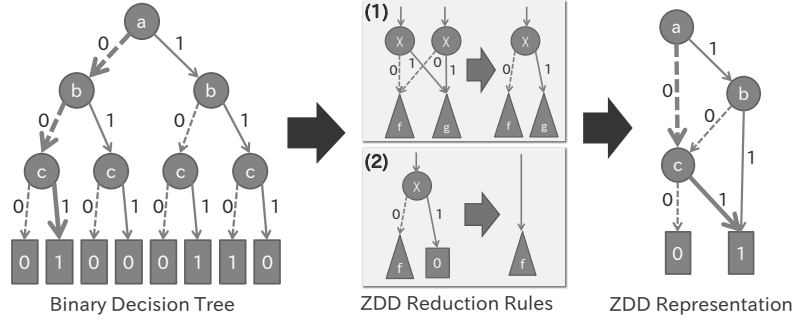 a
0 1
b b
0 1 0 1
c c c c
0 1 0 1 0 1 0 1
0 1 0 0 0 1 1 0
Binary Decision Tree
(1)
X X X
0 1 0 1 0 1
f g f g
(2)
X
0 1
f 0 f
ZDD Reduction Rules
a
1
0 b
0
c 1
0 1
0 1
ZDD Representation